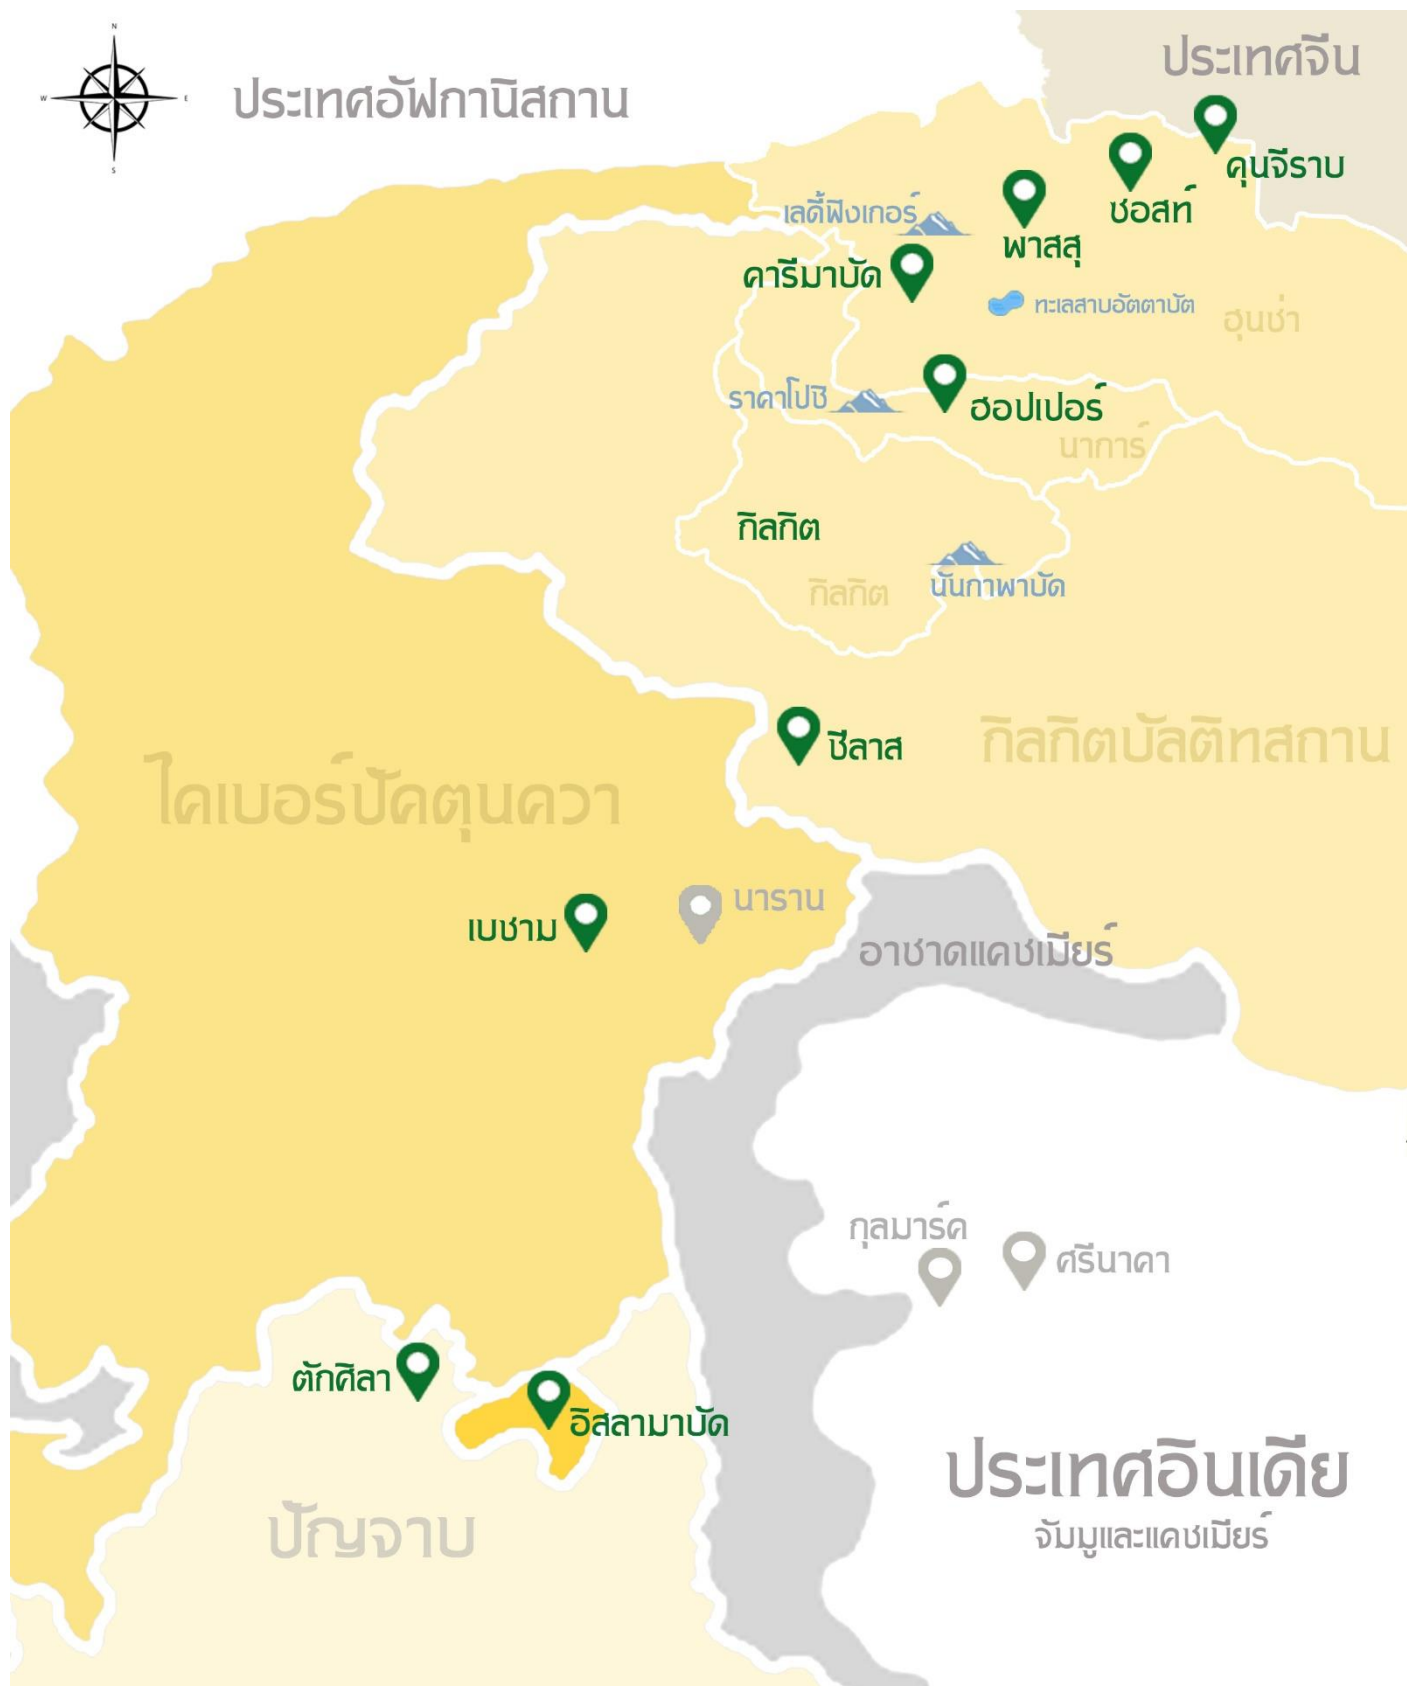 N
W
E
S
ประเทศอัฟกานิสถาน
ประเทศจีน
คุนจีราบ
ซอสท์
พาสสุ
เลดี้ฟิงเกอร์
คารีมาบัด
ทะเลสาบอัตตาบัต
ฮุนซ่า
ราคาโปชิ
ฮอปเปอร์
นาการ์
กิลกิต
กิลกิต
นันกาพาบัด
ชีลาส
กิลกิตบัลติทสถาน
ไคเบอร์ปัคตุนควา
นาราน
เบชาม
อาซาดแคชเมียร์
กุลมาร์ค
ศรีนาคา
ตักศิลา
อิสลามาบัด
ประเทศอินเดีย
จัมมูและแคชเมียร์
ปัญจาบ